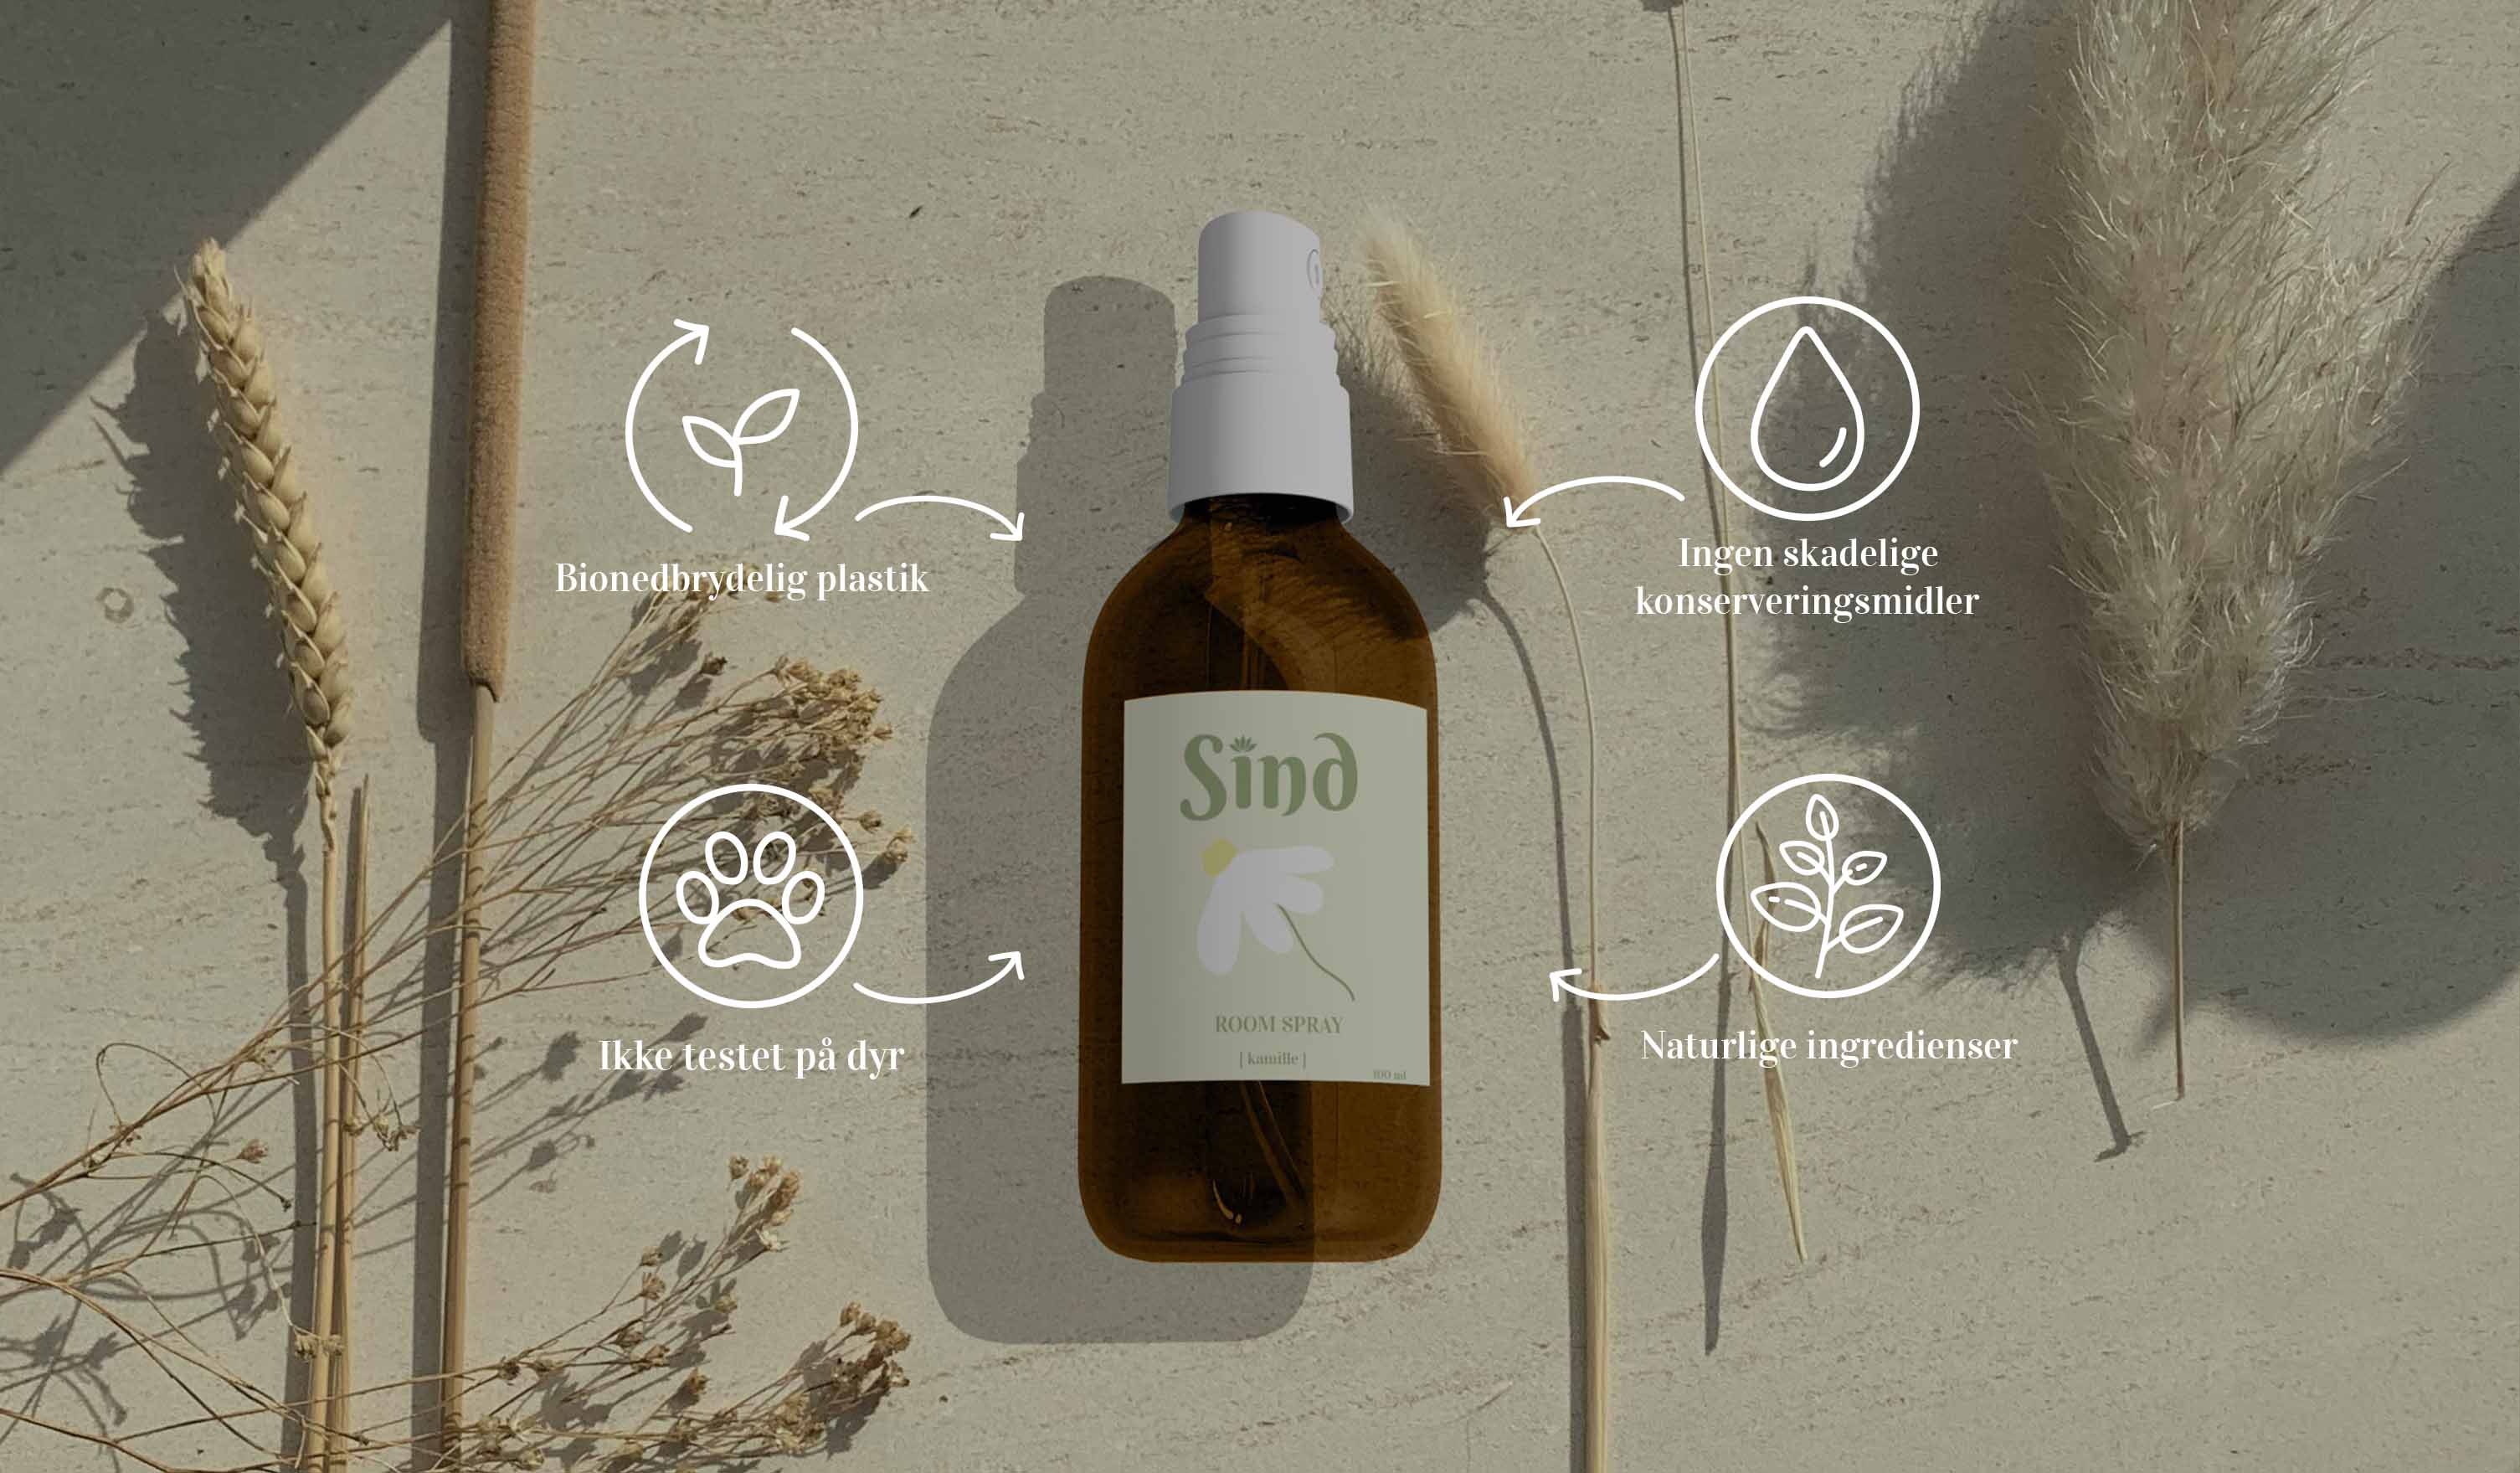 Bionedbrydelig plastik
Ingen skadelige
konserveringsmidler
Sind
ROOM SPRAY
[ kamille ]
100 ml
Ikke testet på dyr
Naturlige ingredienser